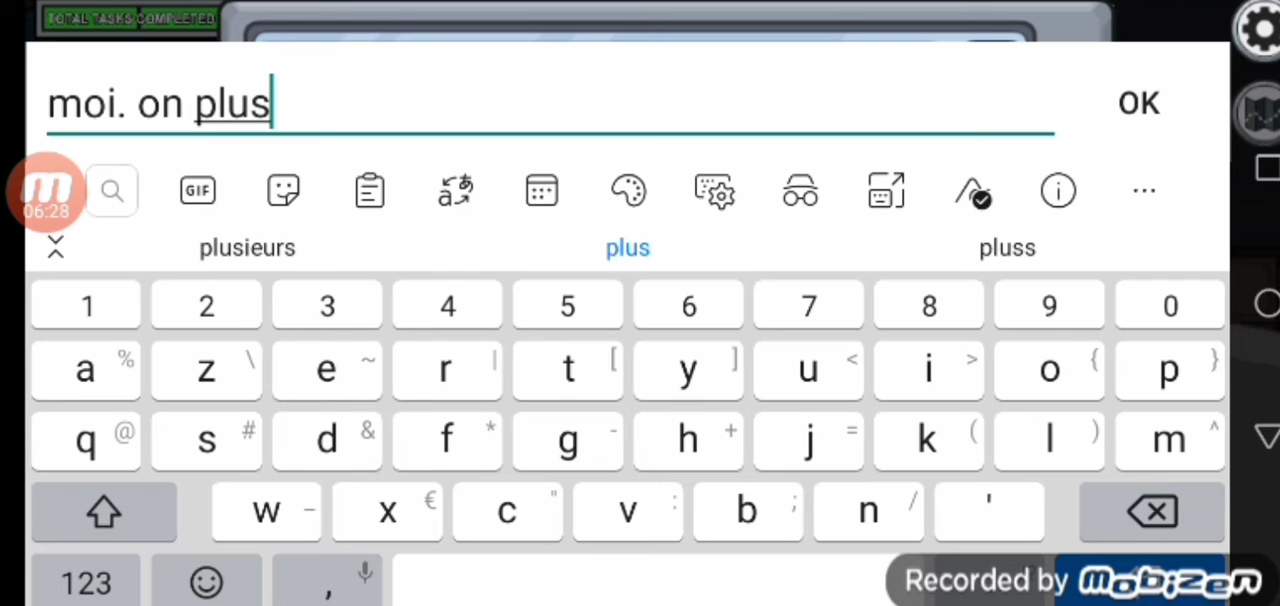 TOTAL TASKS COMPLETED
moi. on plus
OK
06:28
GIF
plusieurs plus pluss
1 2 3 4 5 6 7 8 9 0
a % z \ e ~ r | t [ y ] u < i > o { p }
q @ s # d & f * g - h + j = k ( l ) m ^
w _ x € c " v : b ; n / '
123 ,
Recorded by mobizen